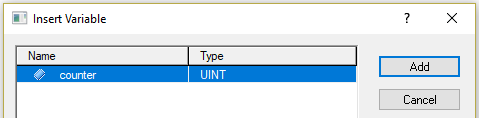 Insert Variable
Name Type
Add
counter UINT
Cancel